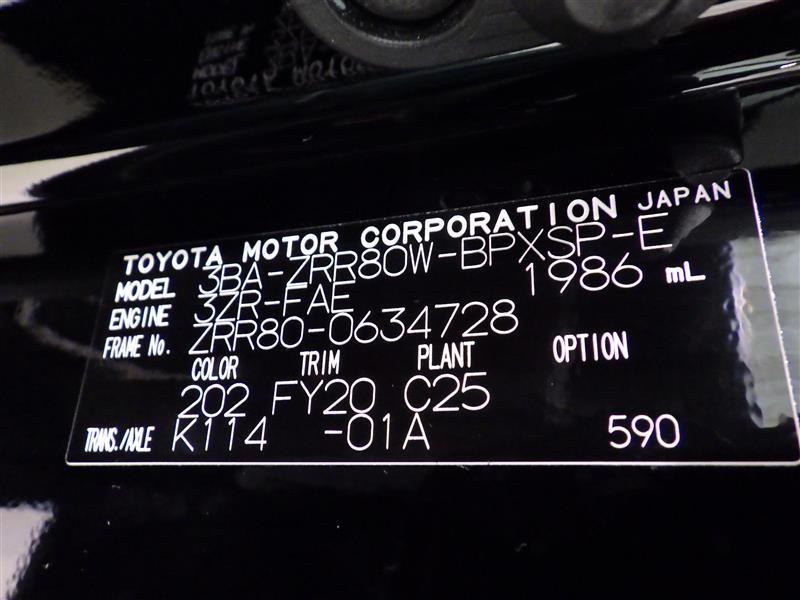 TOYOTA MOTOR CORPORATION JAPAN
MODEL 3BA-ZRR80W-BPXSP-E
ENGINE 3ZR-FAE 1986 mL
FRAME No. ZRR80-0634728
COLOR TRIM PLANT OPTION
202 FY20 C25
TRANS./AXLE K114 -01A 590